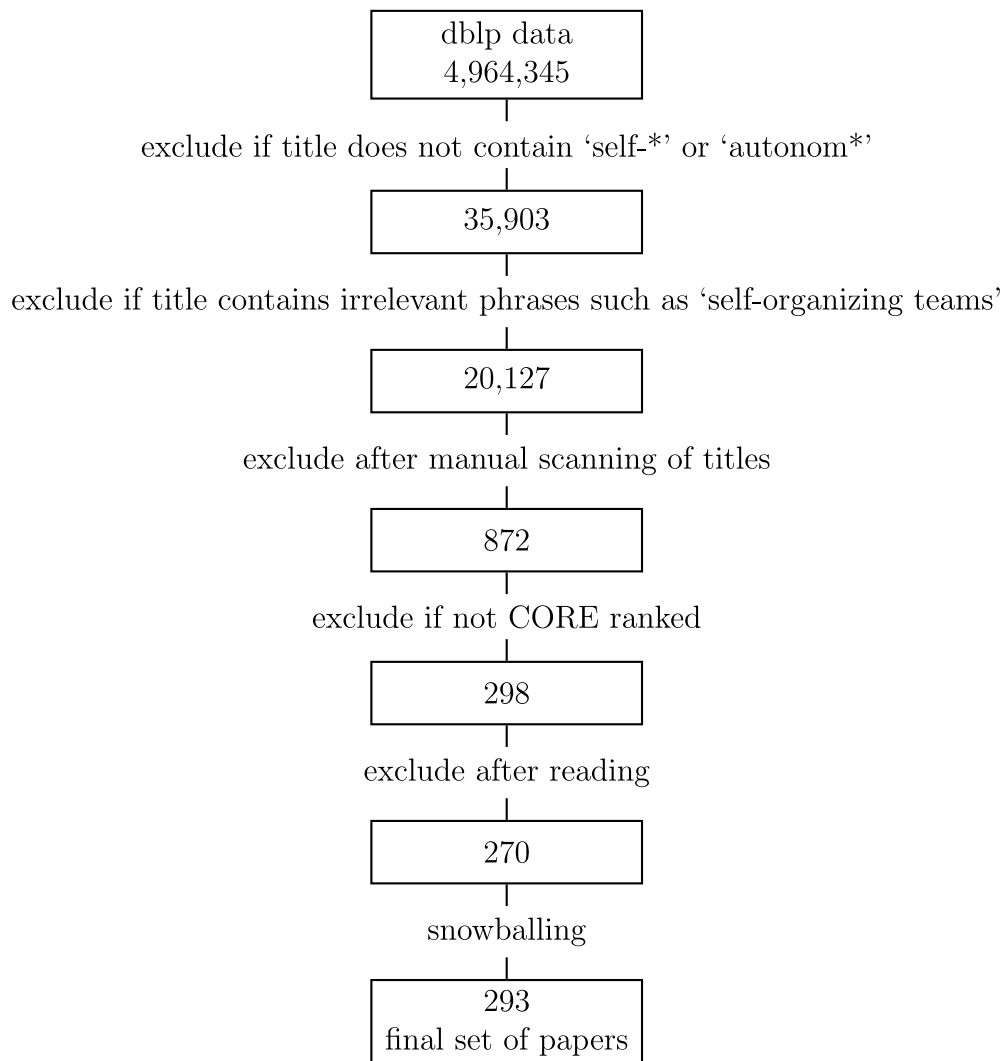 dblp data
4,964,345
exclude if title does not contain ‘self-*’ or ‘autonom*’
35,903
exclude if title contains irrelevant phrases such as ‘self-organizing teams’
20,127
exclude after manual scanning of titles
872
exclude if not CORE ranked
298
exclude after reading
270
snowballing
293
final set of papers